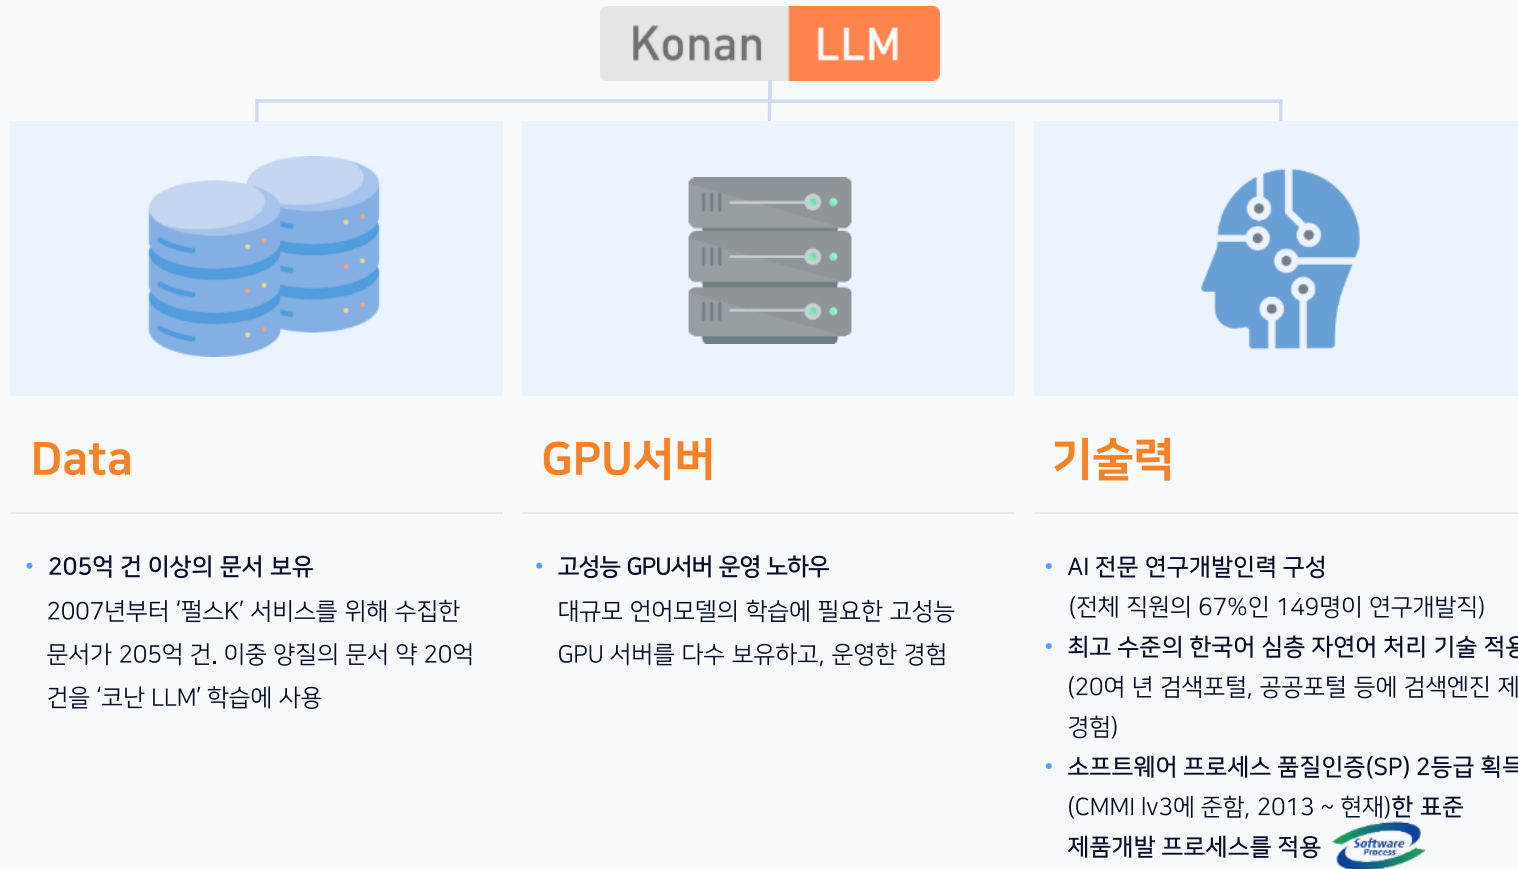 Konan LLM
Data
205억 건 이상의 문서 보유
2007년부터 ‘펄스K’ 서비스를 위해 수집한
문서가 205억 건. 이중 양질의 문서 약 20억
건을 ‘코난 LLM’ 학습에 사용
GPU서버
고성능 GPU서버 운영 노하우
대규모 언어모델의 학습에 필요한 고성능
GPU 서버를 다수 보유하고, 운영한 경험
기술력
AI 전문 연구개발인력 구성
(전체 직원의 67%인 149명이 연구개발직)
최고 수준의 한국어 심층 자연어 처리 기술 적용
(20여 년 검색포털, 공공포털 등에 검색엔진 제
경험)
소프트웨어 프로세스 품질인증(SP) 2등급 획득
(CMMI lv3에 준함, 2013 ~ 현재)한 표준
제품개발 프로세스를 적용
Software
Process